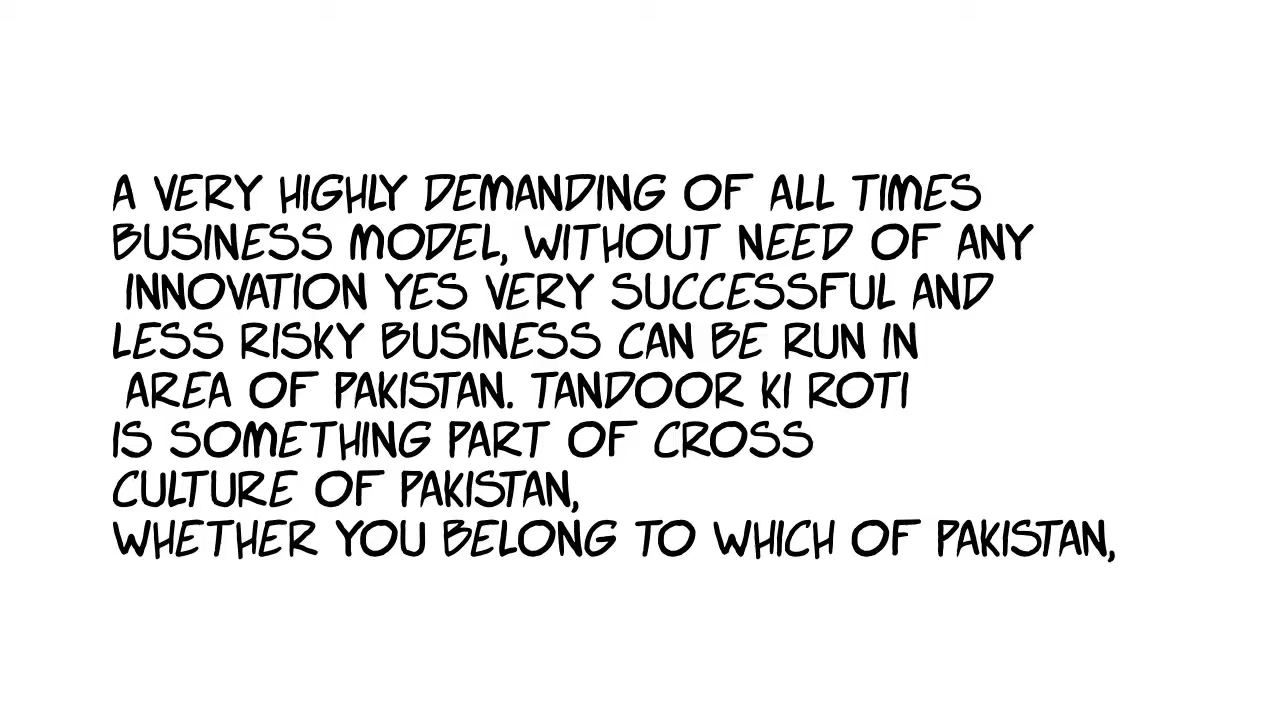 A VERY HIGHLY DEMANDING OF ALL TIMES
BUSINESS MODEL, WITHOUT NEED OF ANY
INNOVATION YES VERY SUCCESSFUL AND
LESS RISKY BUSINESS CAN BE RUN IN
AREA OF PAKISTAN. TANDOOR KI ROTI
IS SOMETHING PART OF CROSS
CULTURE OF PAKISTAN,
WHETHER YOU BELONG TO WHICH OF PAKISTAN,